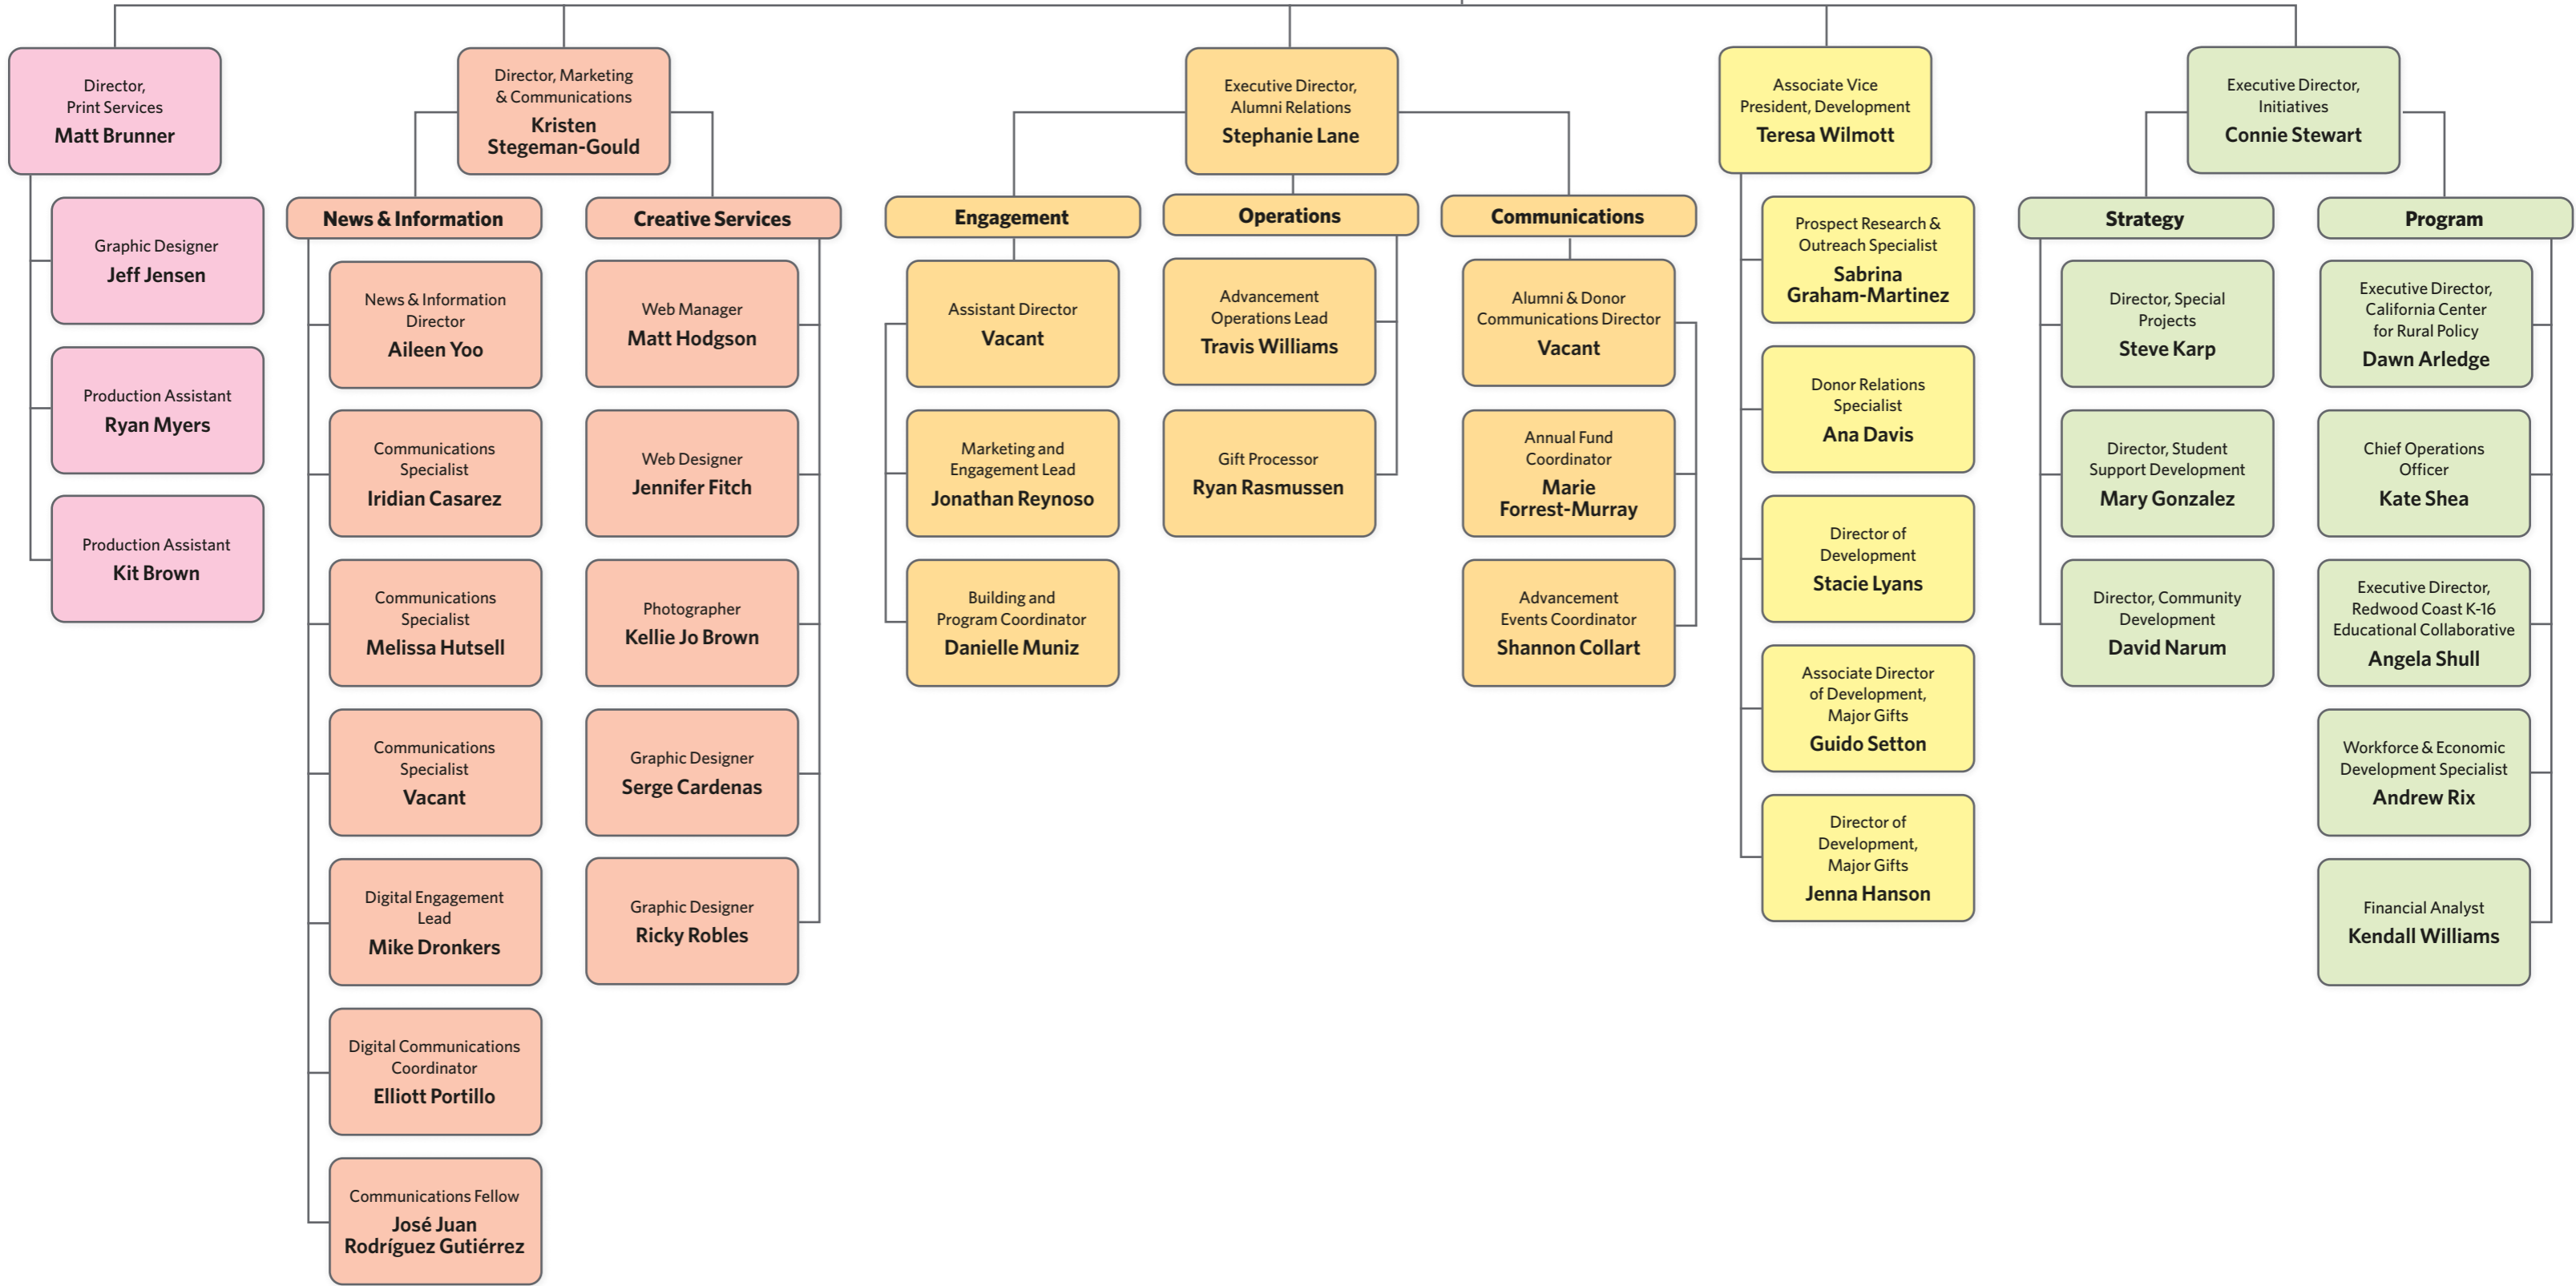 Director,
Print Services
Matt Brunner
Graphic Designer
Jeff Jensen
Production Assistant
Ryan Myers
Production Assistant
Kit Brown
Director, Marketing
& Communications
Kristen
Stegeman-Gould
News & Information
News & Information
Director
Aileen Yoo
Communications
Specialist
Iridian Casarez
Communications
Specialist
Melissa Hutsell
Communications
Specialist
Vacant
Digital Engagement
Lead
Mike Dronkers
Digital Communications
Coordinator
Elliott Portillo
Communications Fellow
José Juan
Rodríguez Gutiérrez
Creative Services
Web Manager
Matt Hodgson
Web Designer
Jennifer Fitch
Photographer
Kellie Jo Brown
Graphic Designer
Serge Cardenas
Graphic Designer
Ricky Robles
Executive Director,
Alumni Relations
Stephanie Lane
Engagement
Assistant Director
Vacant
Marketing and
Engagement Lead
Jonathan Reynoso
Building and
Program Coordinator
Danielle Muniz
Operations
Advancement
Operations Lead
Travis Williams
Gift Processor
Ryan Rasmussen
Communications
Alumni & Donor
Communications Director
Vacant
Annual Fund
Coordinator
Marie
Forrest-Murray
Advancement
Events Coordinator
Shannon Collart
Associate Vice
President, Development
Teresa Wilmott
Prospect Research &
Outreach Specialist
Sabrina
Graham-Martinez
Donor Relations
Specialist
Ana Davis
Director of
Development
Stacie Lyans
Associate Director
of Development,
Major Gifts
Guido Setton
Director of
Development,
Major Gifts
Jenna Hanson
Executive Director,
Initiatives
Connie Stewart
Strategy
Director, Special
Projects
Steve Karp
Director, Student
Support Development
Mary Gonzalez
Director, Community
Development
David Narum
Program
Executive Director,
California Center
for Rural Policy
Dawn Arledge
Chief Operations
Officer
Kate Shea
Executive Director,
Redwood Coast K-16
Educational Collaborative
Angela Shull
Workforce & Economic
Development Specialist
Andrew Rix
Financial Analyst
Kendall Williams